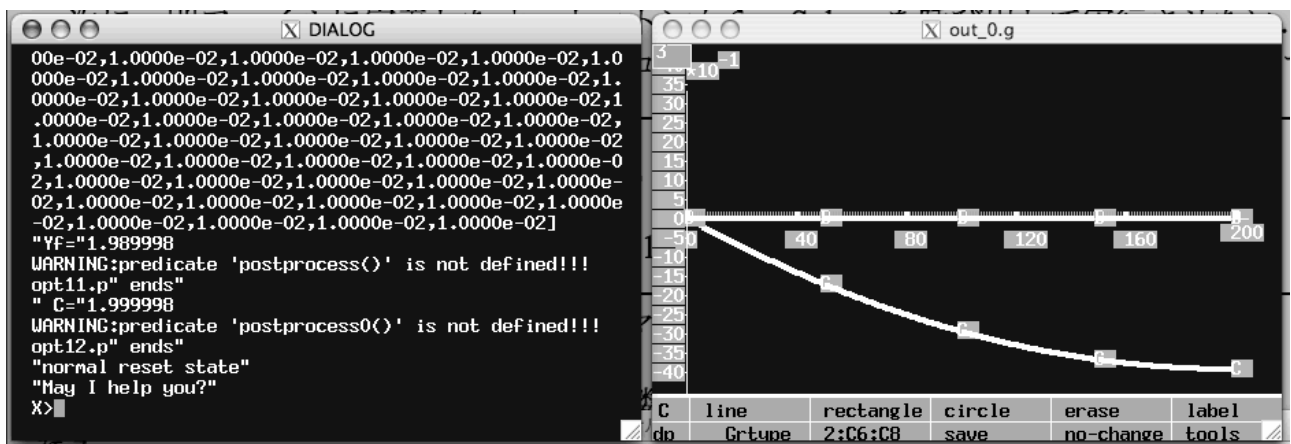 DIALOG
00e-02,1.0000e-02,1.0000e-02,1.0000e-02,1.0000e-02,1.0
000e-02,1.0000e-02,1.0000e-02,1.0000e-02,1.0000e-02,1.
0000e-02,1.0000e-02,1.0000e-02,1.0000e-02,1.0000e-02,1
.0000e-02,1.0000e-02,1.0000e-02,1.0000e-02,1.0000e-02,
1.0000e-02,1.0000e-02,1.0000e-02,1.0000e-02,1.0000e-02
,1.0000e-02,1.0000e-02,1.0000e-02,1.0000e-02,1.0000e-0
2,1.0000e-02,1.0000e-02,1.0000e-02,1.0000e-02,1.0000e-
02,1.0000e-02,1.0000e-02,1.0000e-02,1.0000e-02,1.0000e
-02,1.0000e-02,1.0000e-02,1.0000e-02,1.0000e-02]
"Yf="1.989998
WARNING:predicate 'postprocess()' is not defined!!!
opt11.p" ends"
" C="1.999998
WARNING:predicate 'postprocess0()' is not defined!!!
opt12.p" ends"
"normal reset state"
"May I help you?"
X>
out_0.g
3
*10 -1
35
30
25
20
15
10
5
0
-5
-10
-15
-20
-25
-30
-35
-40
0 40 80 120 160 200
C line rectangle circle erase label
dp Grtype 2:C6:C8 save no-change tools